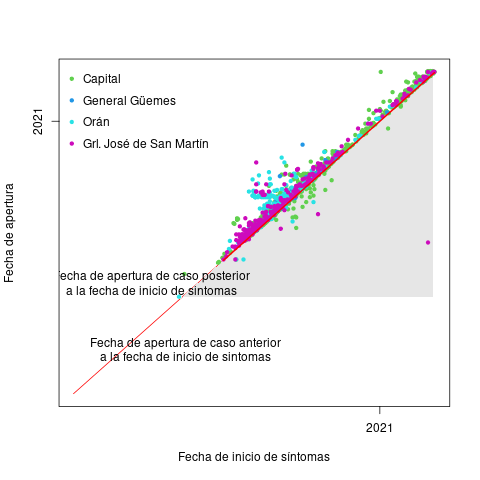 2021
Capital
General Güemes
Orán
Grl. José de San Martín
Fecha de apertura
fecha de apertura de caso posterior
a la fecha de inicio de síntomas
Fecha de apertura de caso anterior
a la fecha de inicio de sintomas
2021
Fecha de inicio de síntomas